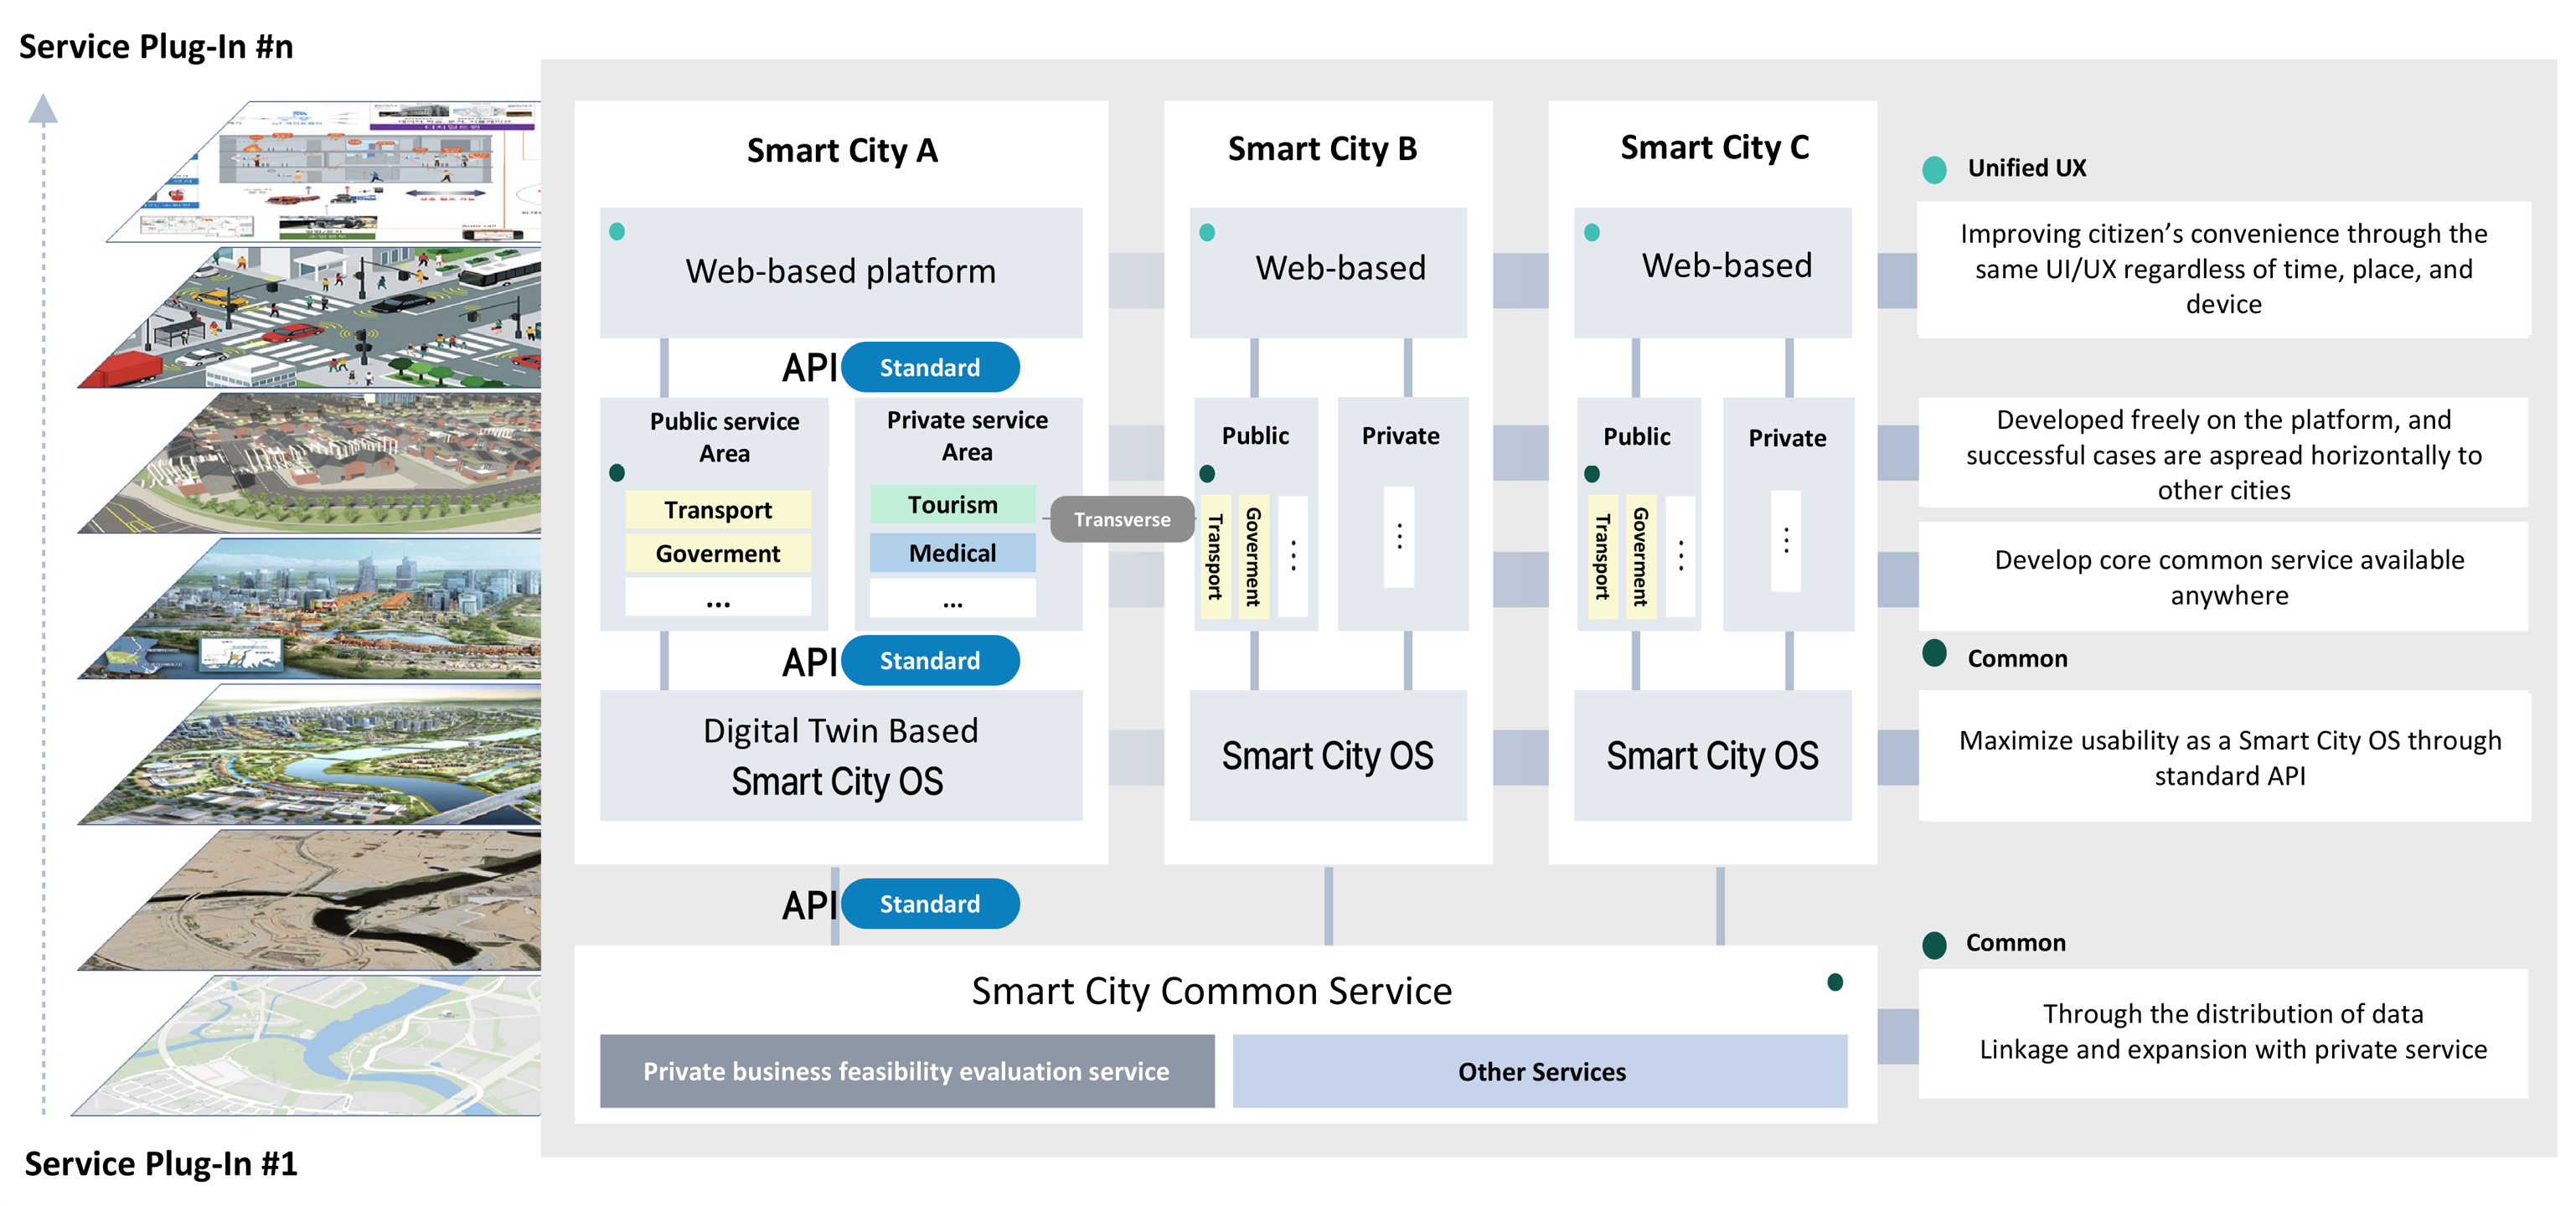 Service Plug-In #n
Service Plug-In #1
Smart City A
Web-based platform
API Standard
Public service
Area
Transport
Goverment
...
Private service
Area
Tourism
Medical
...
Transverse
API Standard
Digital Twin Based
Smart City OS
API Standard
Smart City B
Web-based
Public
Transport
Goverment
...
Private
...
Smart City OS
Smart City C
Web-based
Public
Transport
Goverment
...
Private
...
Smart City OS
Smart City Common Service
Private business feasibility evaluation service
Other Services
Unified UX
Improving citizen’s convenience through the
same UI/UX regardless of time, place, and
device
Developed freely on the platform, and
successful cases are aspread horizontally to
other cities
Develop core common service available
anywhere
Common
Maximize usability as a Smart City OS through
standard API
Common
Through the distribution of data
Linkage and expansion with private service